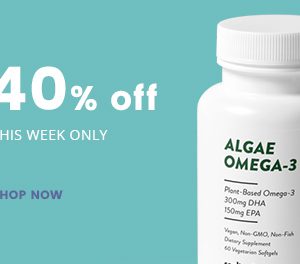 40% off
HIS WEEK ONLY
HOP NOW
ALGAE
OMEGA-3
Plant-Based Omega-3
300mg DHA
150mg EPA
Vegan, Non-GMO, Non-Fish
Dietary Supplement
60 Vegetarian Softgels